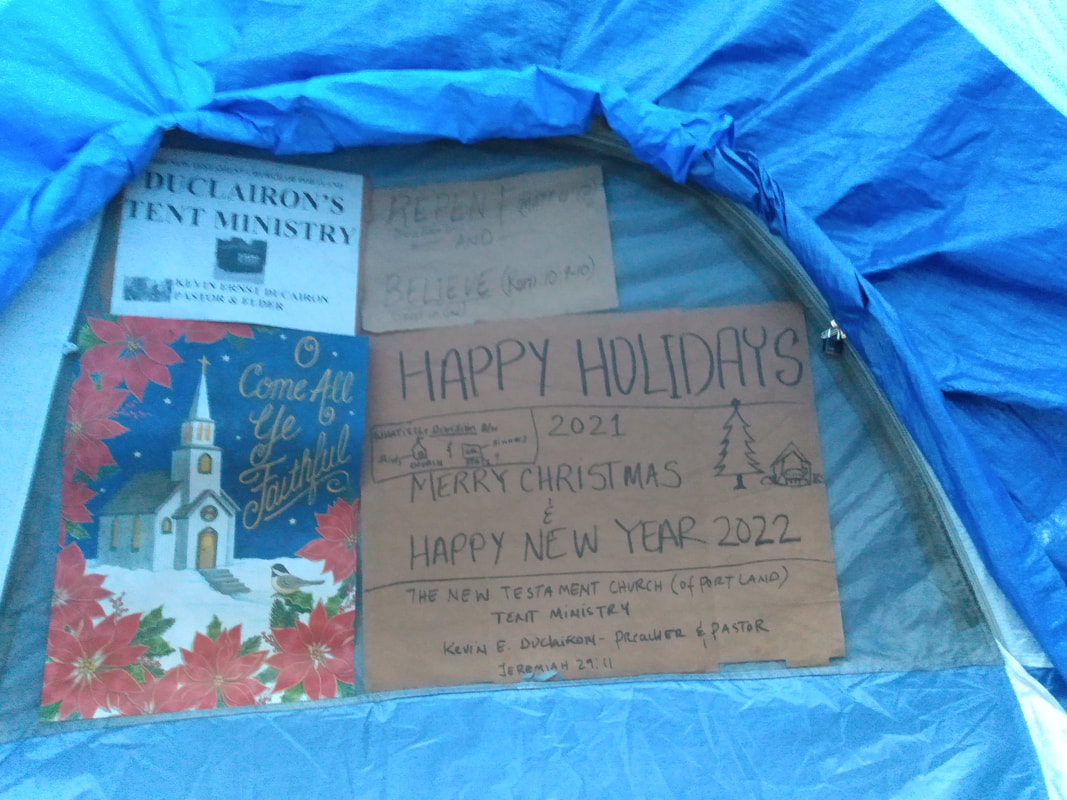 DUCLAIRON'S
TENT MINISTRY
KEVIN ERNST DUCAIRON
PASTOR & ELDER
REPENT
AND
BELIEVE (Rom. 10:9-10)
O
Come All
Ye
Faithful
HAPPY HOLIDAYS
2021
CHURCH
MERRY CHRISTMAS
&
HAPPY NEW YEAR 2022
THE NEW TESTAMENT CHURCH (of PORTLAND)
TENT MINISTRY
KEVIN E. DUCLAIRON - PREACHER & PASTOR
JEREMIAH 29:11